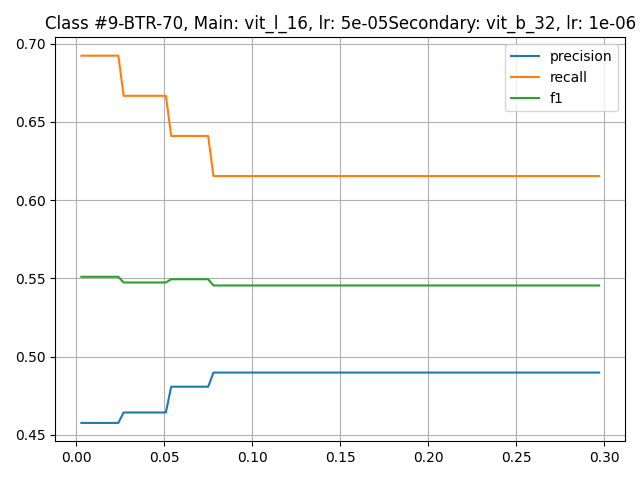 Class #9-BTR-70, Main: vit_l_16, lr: 5e-05Secondary: vit_b_32, lr: 1e-06
precision
recall
f1
0.70
0.65
0.60
0.55
0.50
0.45
0.00 0.05 0.10 0.15 0.20 0.25 0.30